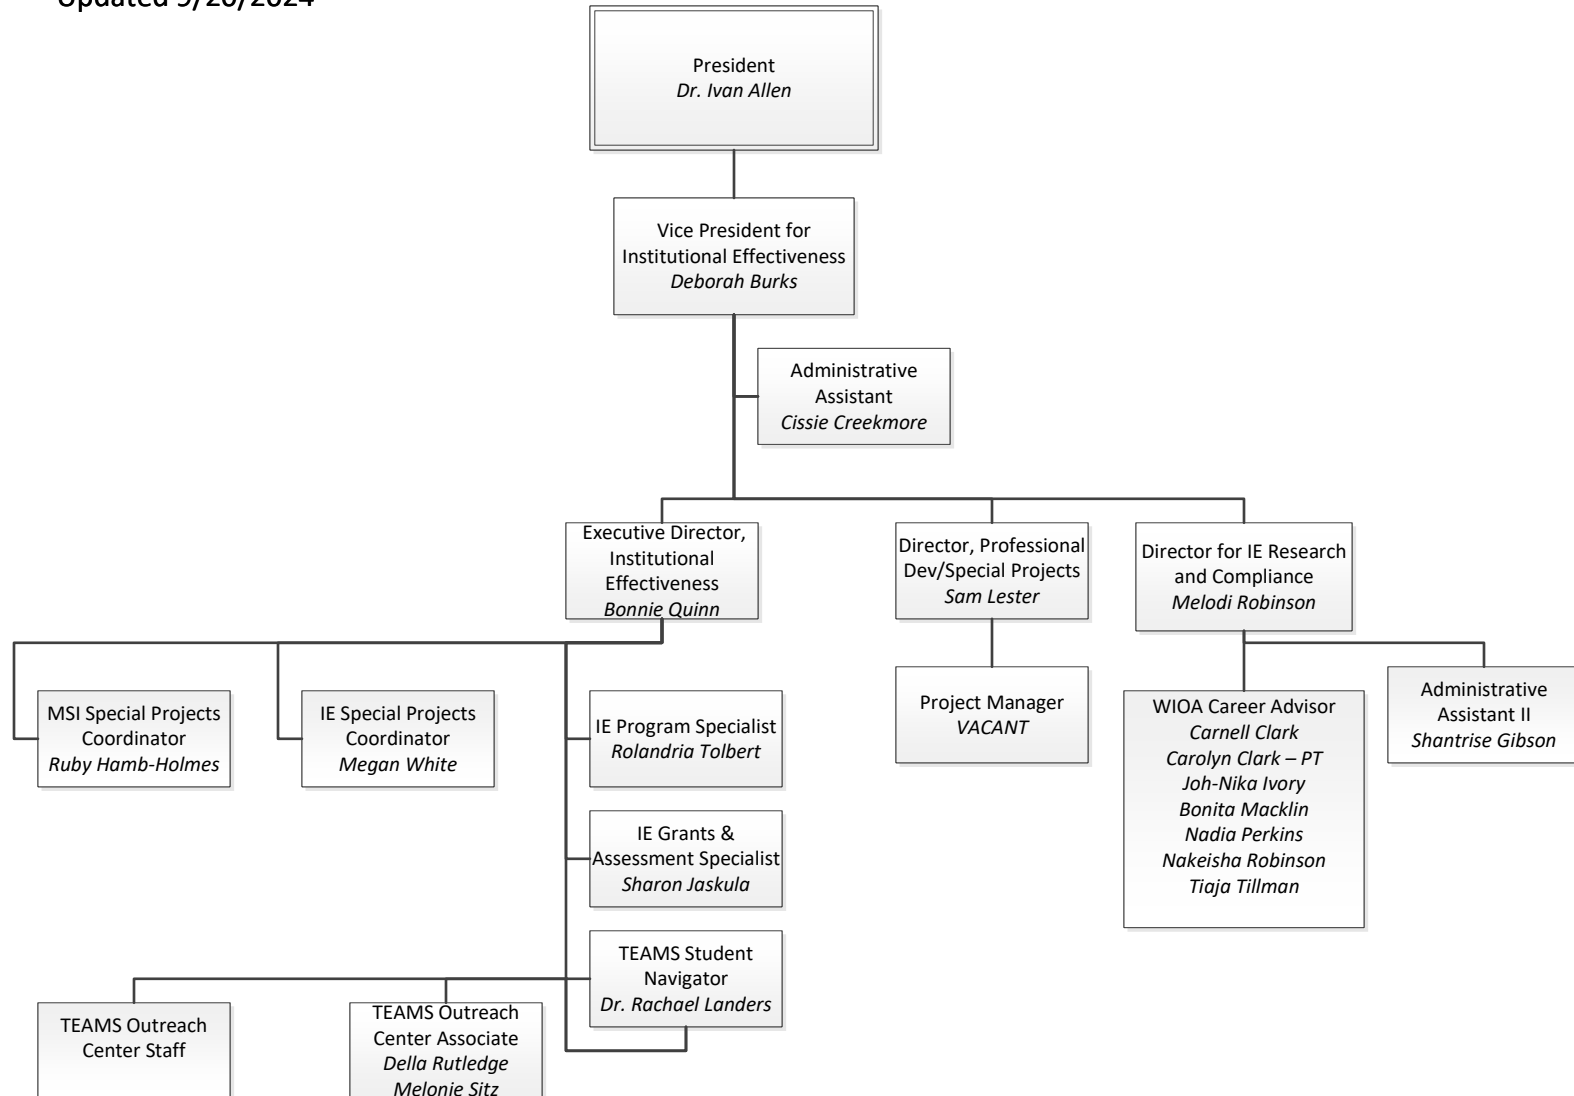 Updated 9/20/2024
President
Dr. Ivan Allen
Vice President for
Institutional Effectiveness
Deborah Burks
Administrative
Assistant
Cissie Creekmore
Executive Director,
Institutional
Effectiveness
Bonnie Quinn
Director, Professional
Dev/Special Projects
Sam Lester
Director for IE Research
and Compliance
Melodi Robinson
MSI Special Projects
Coordinator
Ruby Hamb-Holmes
IE Special Projects
Coordinator
Megan White
IE Program Specialist
Rolandria Tolbert
Project Manager
VACANT
WIOA Career Advisor
Carnell Clark
Carolyn Clark – PT
Joh-Nika Ivory
Bonita Macklin
Nadia Perkins
Nakeisha Robinson
Tiaja Tillman
Administrative
Assistant II
Shantrise Gibson
IE Grants &
Assessment Specialist
Sharon Jaskula
TEAMS Student
Navigator
Dr. Rachael Landers
TEAMS Outreach
Center Staff
TEAMS Outreach
Center Associate
Della Rutledge
Melonie Sitz